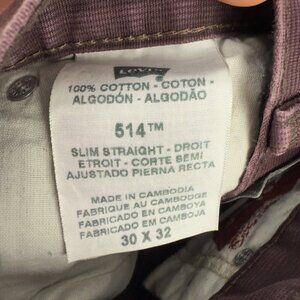 LEVI'S
100% COTTON - COTON -
ALGODÓN - ALGODÃO
514™
SLIM STRAIGHT - DROIT
ETROIT - CORTE SEMI
AJUSTADO PIERNA RECTA
MADE IN CAMBODIA
FABRIQUE AU CAMBODGE
FABRICADO EN CAMBOYA
FABRICADO EM CAMBOJA
30 X 32